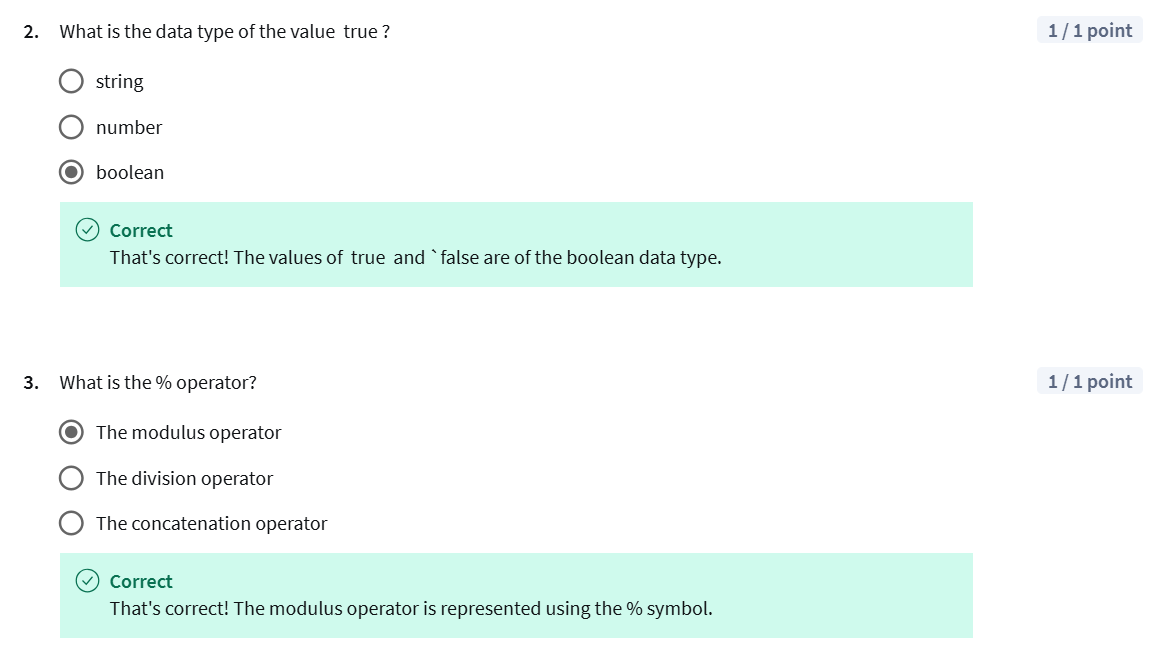 2. What is the data type of the value true ? 1 / 1 point
string
number
boolean
Correct
That's correct! The values of true and `false are of the boolean data type.
3. What is the % operator? 1 / 1 point
The modulus operator
The division operator
The concatenation operator
Correct
That's correct! The modulus operator is represented using the % symbol.